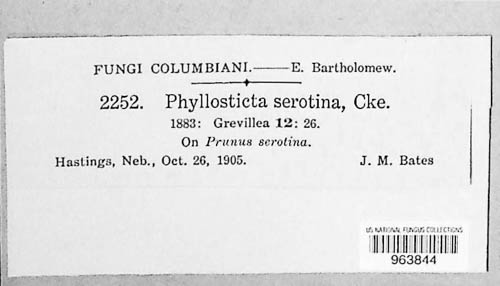 FUNGI COLUMBIANI.——E. Bartholomew.
2252. Phyllosticta serotina, Cke.
1883: Grevillea 12: 26.
On Prunus serotina.
Hastings, Neb., Oct. 26, 1905. J. M. Bates
US NATIONAL FUNGUS COLLECTIONS
963844